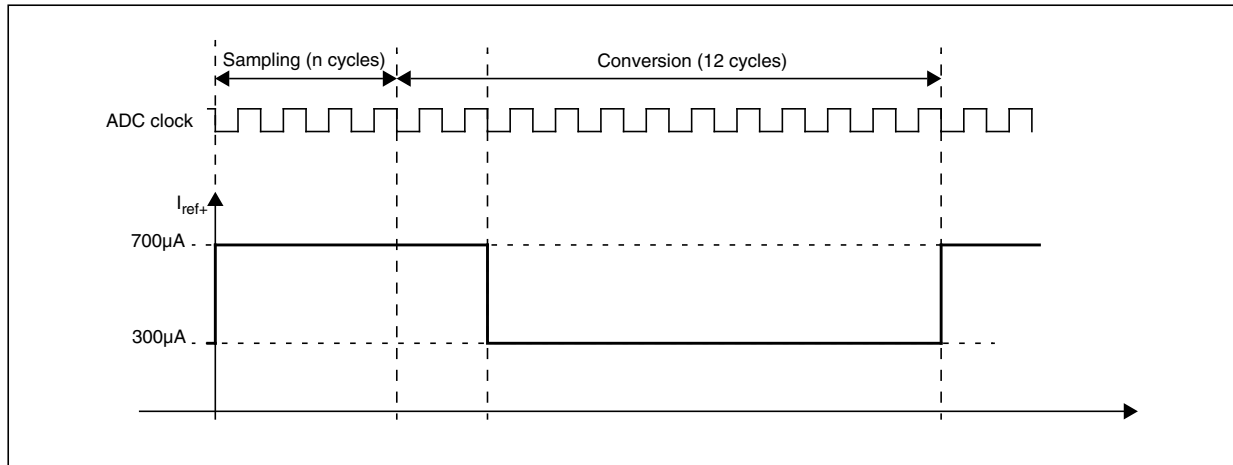 Sampling (n cycles)
Conversion (12 cycles)
ADC clock
Iref+
700µA
300µA